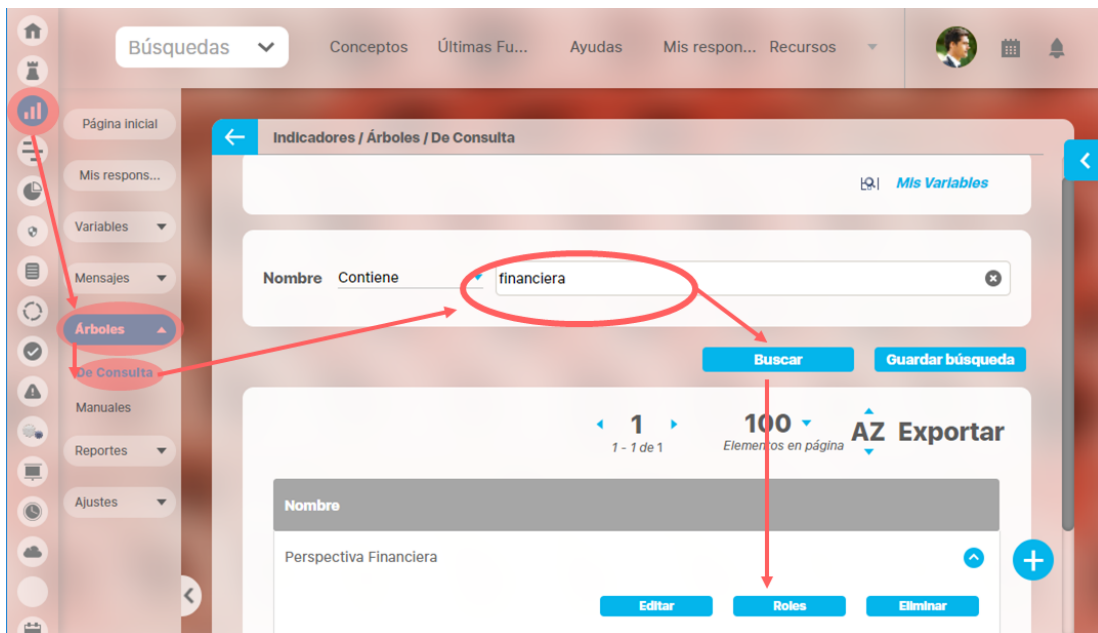 Búsquedas
Conceptos
Últimas Fu...
Ayudas
Mis respon...
Recursos
Página inicial
Mis respons...
Variables
Mensajes
Árboles
De Consulta
Manuales
Reportes
Ajustes
Indicadores / Árboles / De Consulta
Mis Variables
Nombre Contiene financiera
Buscar
Guardar búsqueda
1
1 - 1 de 1
100
Elementos en página
AZ
Exportar
Nombre
Perspectiva Financiera
Editar
Roles
Eliminar